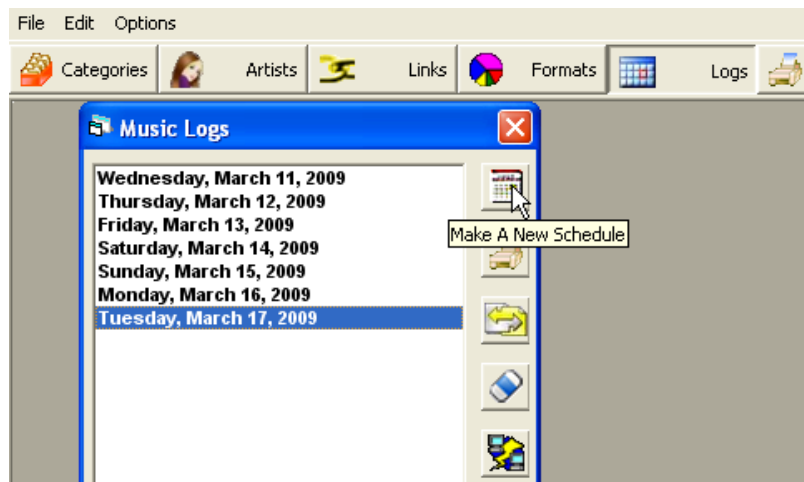 File Edit Options
Categories Artists Links Formats Logs
Music Logs
Wednesday, March 11, 2009
Thursday, March 12, 2009
Friday, March 13, 2009
Saturday, March 14, 2009
Sunday, March 15, 2009
Monday, March 16, 2009
Tuesday, March 17, 2009
Make A New Schedule